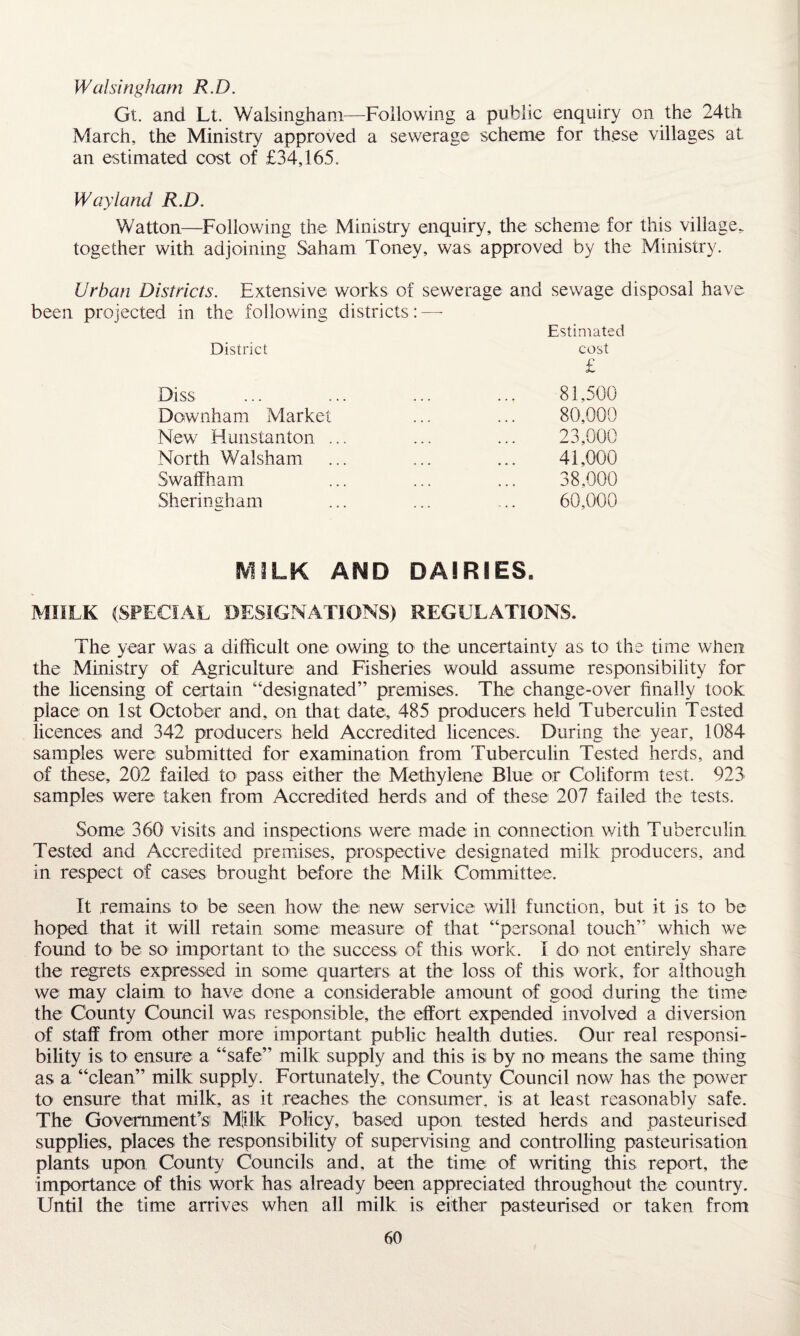 Walsingham R.D.
Gt. and Lt. Walsingham—Following a public enquiry on the 24th
March, the Ministry approved a sewerage scheme for these villages at
an estimated cost of £34,165.
Wayland R.D.
Watton—Following the Ministry enquiry, the scheme for this village,
together with adjoining Saham Toney, was approved by the Ministry.
Urban Districts. Extensive works of sewerage and sewage disposal have
been projected in the following districts:—
Estimated
District cost
£
Diss ... ... ... ... 81,500
Downham Market ... ... 80,000
New Hunstanton ... ... ... 23,000
North Walsham ... ... ... 41,000
Swaffham ... ... ... 38,000
Sheringham ... ... ... 60,000
MILK AND DAIRIES.
MIILK (SPECIAL DESIGNATIONS) REGULATIONS.
The year was a difficult one owing to the uncertainty as to the time when
the Ministry of Agriculture and Fisheries would assume responsibility for
the licensing of certain “designated” premises. The change-over finally took
place on 1st October and, on that date, 485 producers held Tuberculin Tested
licences and 342 producers held Accredited licences. During the year, 1084
samples were submitted for examination from Tuberculin Tested herds, and
of these, 202 failed to pass either the Methylene Blue or Coliform test. 923
samples were taken from Accredited herds and of these 207 failed the tests.
Some 360 visits and inspections were made in connection with Tuberculin
Tested and Accredited premises, prospective designated milk producers, and
in respect of cases brought before the Milk Committee.
It remains to be seen how the new service will function, but it is to be
hoped that it will retain some measure of that “personal touch” which we
found to be so important to the success of this work. I do not entirely share
the regrets expressed in some quarters at the loss of this work, for although
we may claim to have done a considerable amount of good during the time
the County Council was responsible, the effort expended involved a diversion
of staff from other more important public health duties. Our real responsi-
bility is to ensure a “safe” milk supply and this is by no means the same thing
as a “clean” milk supply. Fortunately, the County Council now has the power
to ensure that milk, as it reaches the consumer, is at least reasonably safe.
The Government's Milk Policy, based upon tested herds and pasteurised
supplies, places the responsibility of supervising and controlling pasteurisation
plants upon County Councils and, at the time of writing this report, the
importance of this work has already been appreciated throughout the country.
Until the time arrives when all milk is either pasteurised or taken from
60